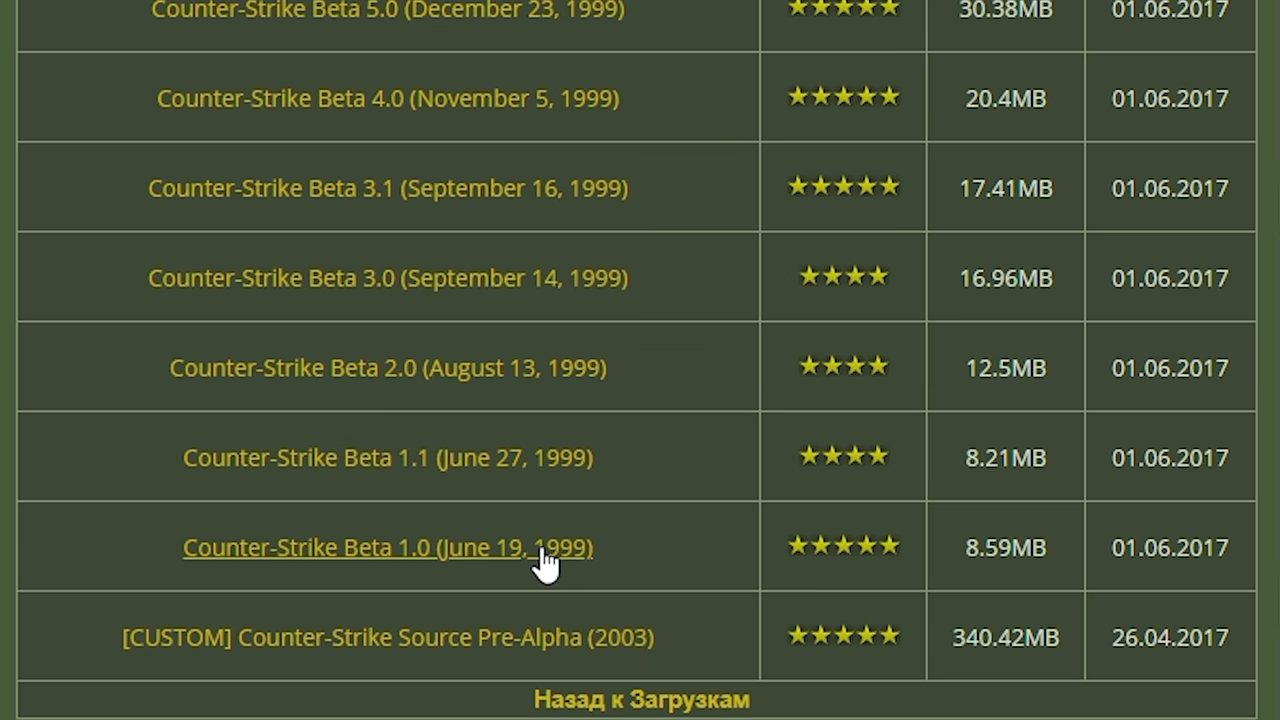 Counter-Strike Beta 5.0 (December 23, 1999) ★★★★★ 30.38MB 01.06.2017
Counter-Strike Beta 4.0 (November 5, 1999) ★★★★★ 20.4MB 01.06.2017
Counter-Strike Beta 3.1 (September 16, 1999) ★★★★★ 17.41MB 01.06.2017
Counter-Strike Beta 3.0 (September 14, 1999) ★★★★ 16.96MB 01.06.2017
Counter-Strike Beta 2.0 (August 13, 1999) ★★★★ 12.5MB 01.06.2017
Counter-Strike Beta 1.1 (June 27, 1999) ★★★★ 8.21MB 01.06.2017
Counter-Strike Beta 1.0 (June 19, 1999) ★★★★★ 8.59MB 01.06.2017
[CUSTOM] Counter-Strike Source Pre-Alpha (2003) ★★★★★ 340.42MB 26.04.2017
Назад к Загрузкам